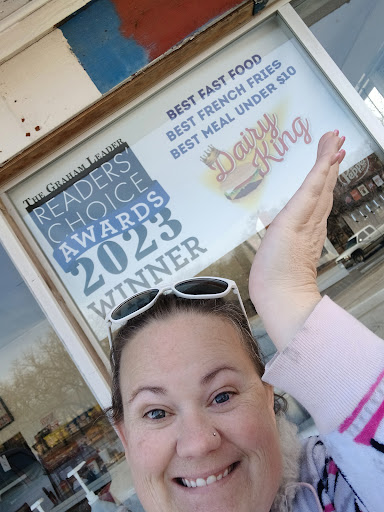 THE GRAHAM LEADER
READERS
CHOICE
AWARDS
2023
WINNER
BEST FAST FOOD
BEST FRENCH FRIES
BEST MEAL UNDER $10
Dairy
King